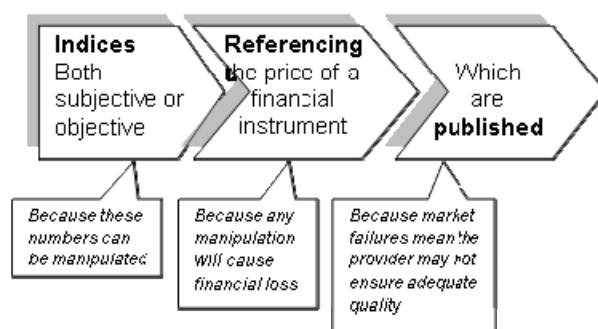 Indices
Both
subjective or
objective
Referencing
the price of a
financial
instrument
Which
are
published
Because these
numbers can
be manipulated
Because any
manipulation
will cause
financial loss
Because market
failures mean the
provider may not
ensure adequate
quality